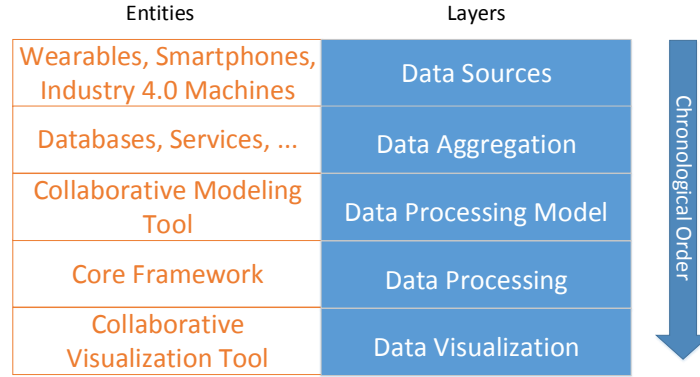 Entities
Layers
Wearables, Smartphones,
Industry 4.0 Machines
Data Sources
Databases, Services, ...
Data Aggregation
Collaborative Modeling
Tool
Data Processing Model
Core Framework
Data Processing
Collaborative
Visualization Tool
Data Visualization
Chronological Order